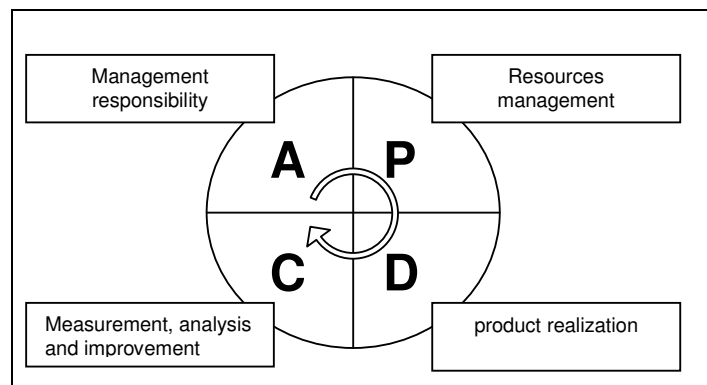 Management
responsibility
Resources
management
A
P
C
D
Measurement, analysis
and improvement
product realization